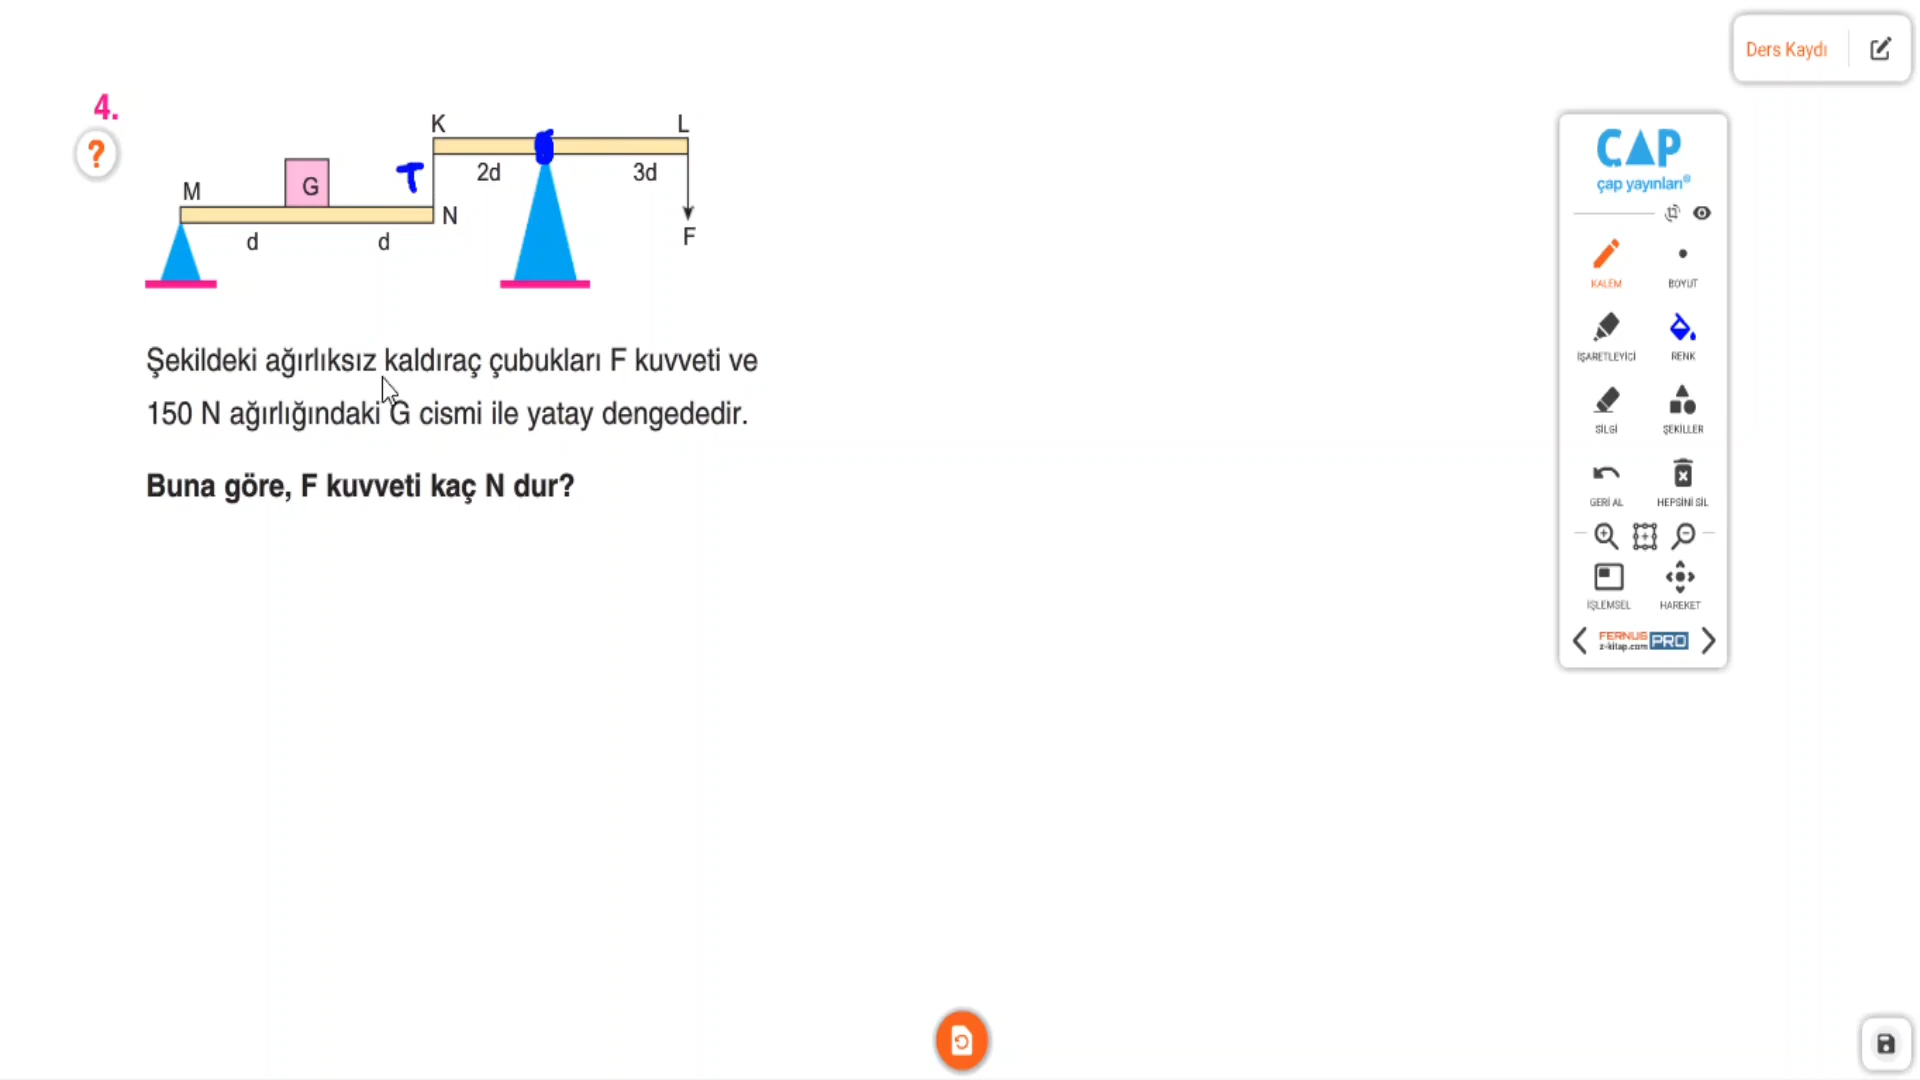 Ders Kaydı
4.
?
K L
T 2d 3d
M G
N
d d
F
Şekildeki ağırlıksız kaldıraç çubukları F kuvveti ve
150 N ağırlığındaki G cismi ile yatay dengededir.
Buna göre, F kuvveti kaç N dur?
ÇAP
çap yayınları®
KALEM BOYUT
İŞARETLEYİCİ RENK
SİLGİ ŞEKİLLER
GERİ AL HEPSİNİ SİL
İŞLEMSEL HAREKET
FERNUS PRO
z-kitap.com